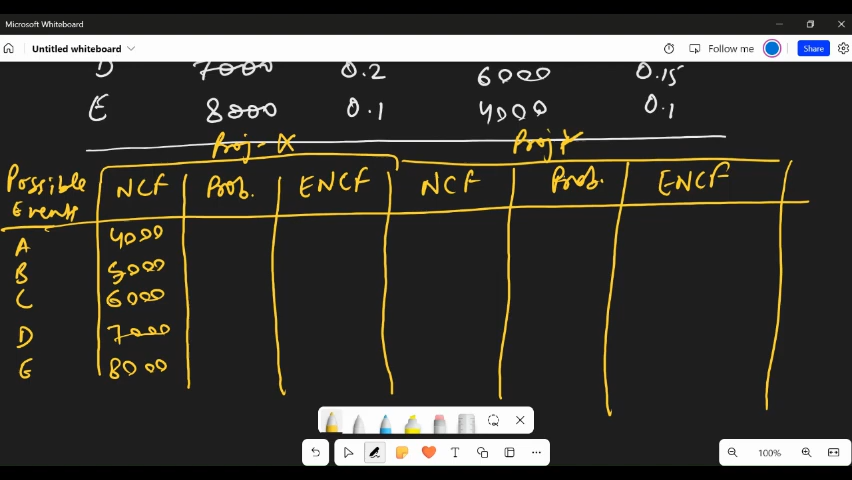 Microsoft Whiteboard
Untitled whiteboard
Follow me
Share
D 7000 0.2 6000 0.15
E 8000 0.1 4000 0.1
Proj-X Proj Y
Possible Events NCF Prob. ENCF NCF Prob. ENCF
A 4000
B 5000
C 6000
D 7000
E 8000
T
100%